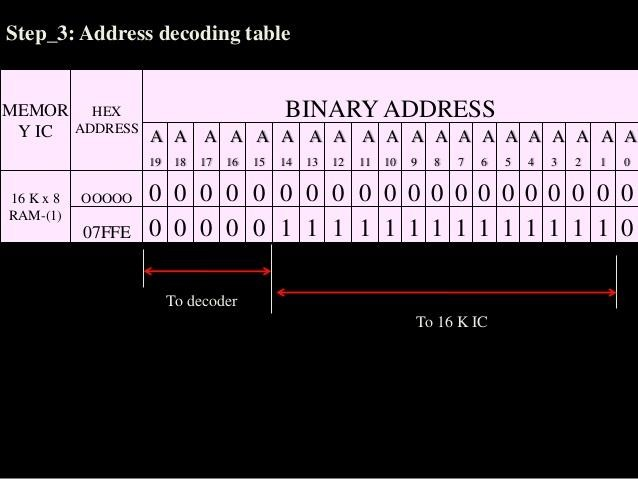 Step_3: Address decoding table
MEMOR
Y IC
HEX
ADDRESS
BINARY ADDRESS
A A A A A A A A A A A A A A A A A A A A
19 18 17 16 15 14 13 12 11 10 9 8 7 6 5 4 3 2 1 0
16 K x 8
RAM-(1)
OOOOO 0 0 0 0 0 0 0 0 0 0 0 0 0 0 0 0 0 0 0 0
07FFE 0 0 0 0 0 1 1 1 1 1 1 1 1 1 1 1 1 1 1 0
To decoder
To 16 K IC